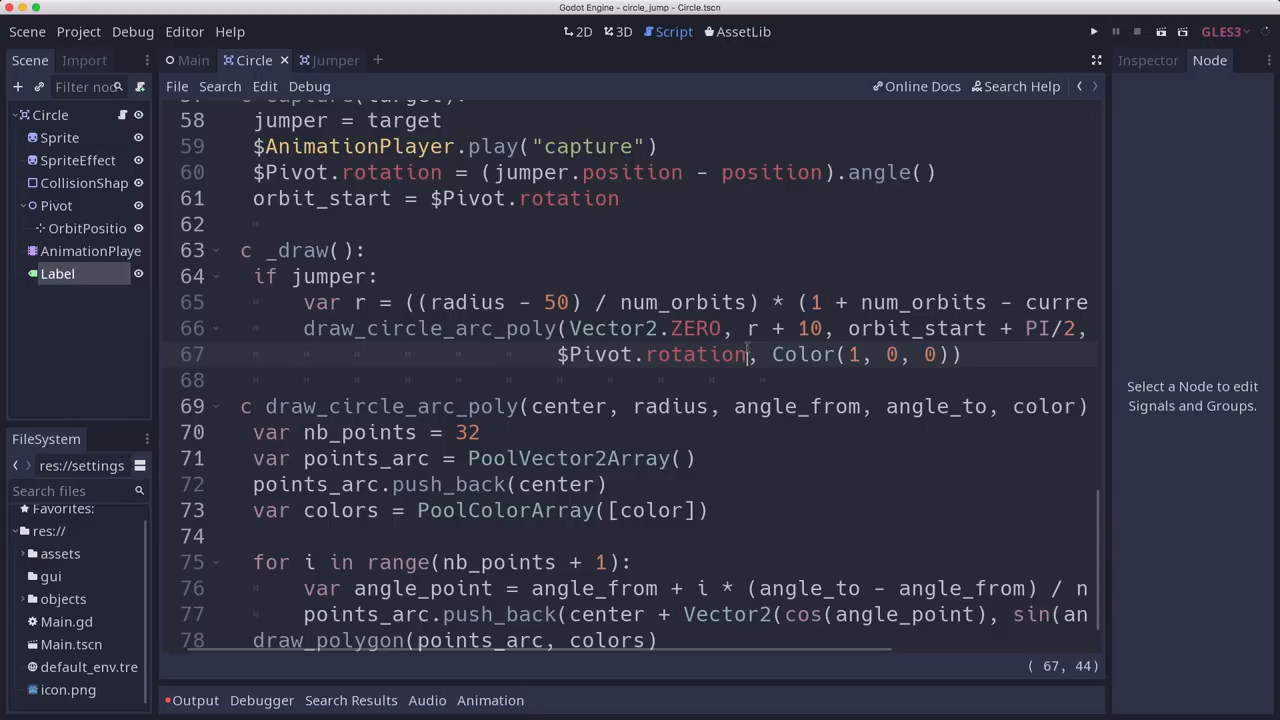 Godot Engine - circle_jump - Circle.tscn
Scene Project Debug Editor Help
2D 3D Script AssetLib
GLES3
Scene Import
Main Circle Jumper
Inspector Node
Filter nod
File Search Edit Debug
Online Docs Search Help
Circle
Sprite
SpriteEffect
CollisionShap
Pivot
OrbitPositio
AnimationPlaye
Label
58 jumper = target
59 $AnimationPlayer.play("capture")
60 $Pivot.rotation = (jumper.position - position).angle()
61 orbit_start = $Pivot.rotation
62
63 c _draw():
64 if jumper:
65 var r = ((radius - 50) / num_orbits) * (1 + num_orbits - curre
66 draw_circle_arc_poly(Vector2.ZERO, r + 10, orbit_start + PI/2,
67 $Pivot.rotation, Color(1, 0, 0))
68
69 c draw_circle_arc_poly(center, radius, angle_from, angle_to, color)
70 var nb_points = 32
71 var points_arc = PoolVector2Array()
72 points_arc.push_back(center)
73 var colors = PoolColorArray([color])
74
75 for i in range(nb_points + 1):
76 var angle_point = angle_from + i * (angle_to - angle_from) / n
77 points_arc.push_back(center + Vector2(cos(angle_point), sin(an
78 draw_polygon(points_arc, colors)
( 67, 44)
Select a Node to edit
Signals and Groups.
FileSystem
res://settings
Search files
Favorites:
res://
assets
gui
objects
Main.gd
Main.tscn
default_env.tre
icon.png
Output Debugger Search Results Audio Animation